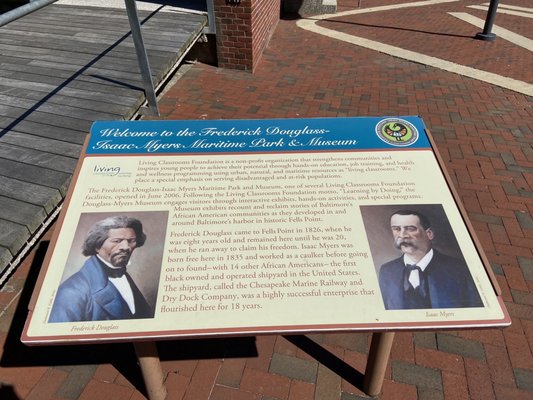 Welcome to the Frederick Douglass-
Isaac Myers Maritime Park & Museum
living
Living Classrooms Foundation is a non-profit organization that strengthens communities and
inspires young people to achieve their potential through hands-on education, job training, and health
and wellness programming using urban, natural, and maritime resources as "living classrooms." We
place a special emphasis on serving disadvantaged and at-risk populations.
The Frederick Douglass-Isaac Myers Maritime Park and Museum, one of several Living Classrooms Foundation
facilities, opened in June 2006. Following the Living Classrooms Foundation motto, "Learning by Doing," the
Douglass-Myers Museum engages visitors through interactive exhibits, hands-on activities, and special programs.
Museum exhibits recount and reclaim stories of Baltimore's
African American communities as they developed in and
around Baltimore's harbor in historic Fells Point.
Frederick Douglass came to Fells Point in 1826, when he
was eight years old and remained here until he was 20,
when he ran away to claim his freedom. Isaac Myers was
born free here in 1835 and worked as a caulker before going
on to found—with 14 other African Americans—the first
black owned and operated shipyard in the United States.
The shipyard, called the Chesapeake Marine Railway and
Dry Dock Company, was a highly successful enterprise that
flourished here for 18 years.
Frederick Douglass
Isaac Myers